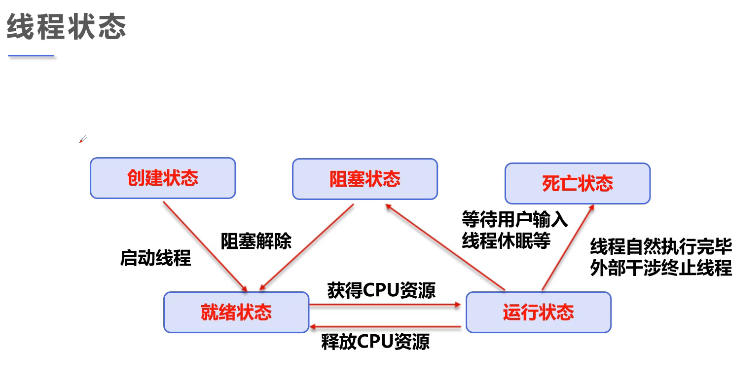 线程状态
创建状态
阻塞状态
死亡状态
启动线程
阻塞解除
等待用户输入
线程休眠等
线程自然执行完毕
外部干涉终止线程
就绪状态
获得CPU资源
释放CPU资源
运行状态